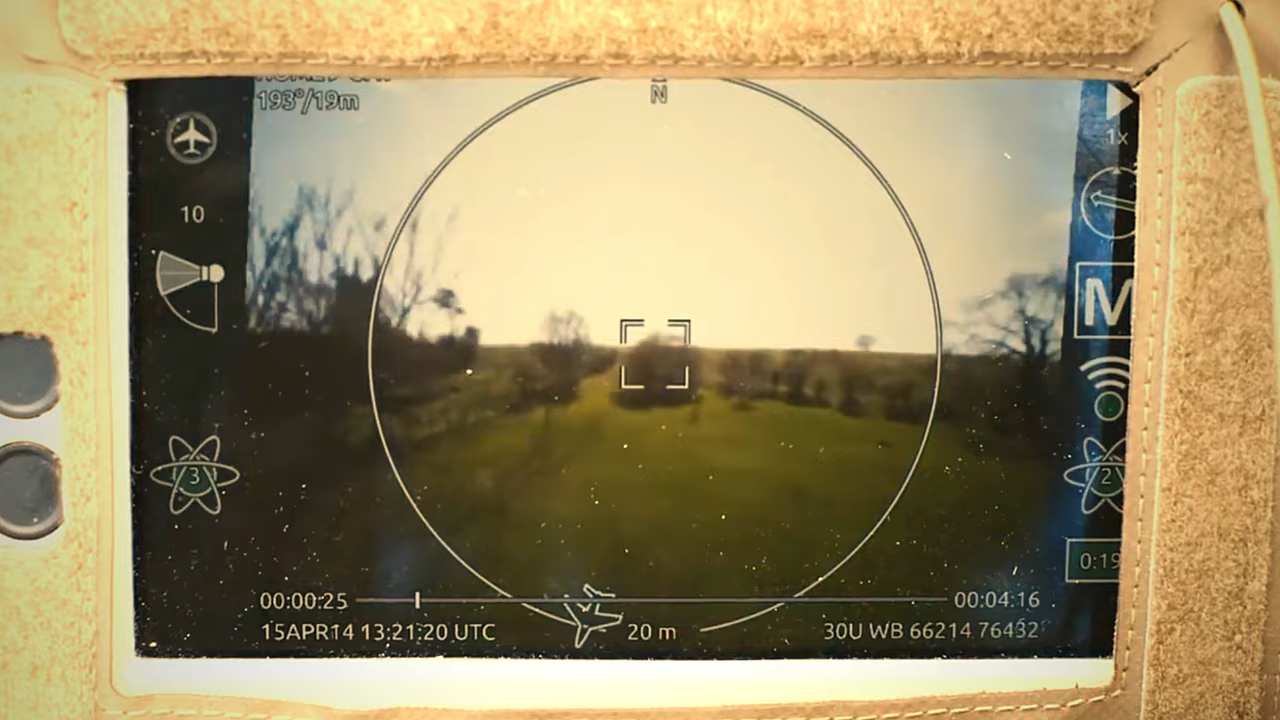 193°/19m
N
1x
10
M
3
2
0:19
00:00:25
00:04:16
15APR14 13:21:20 UTC
20 m
30U WB 66214 76432